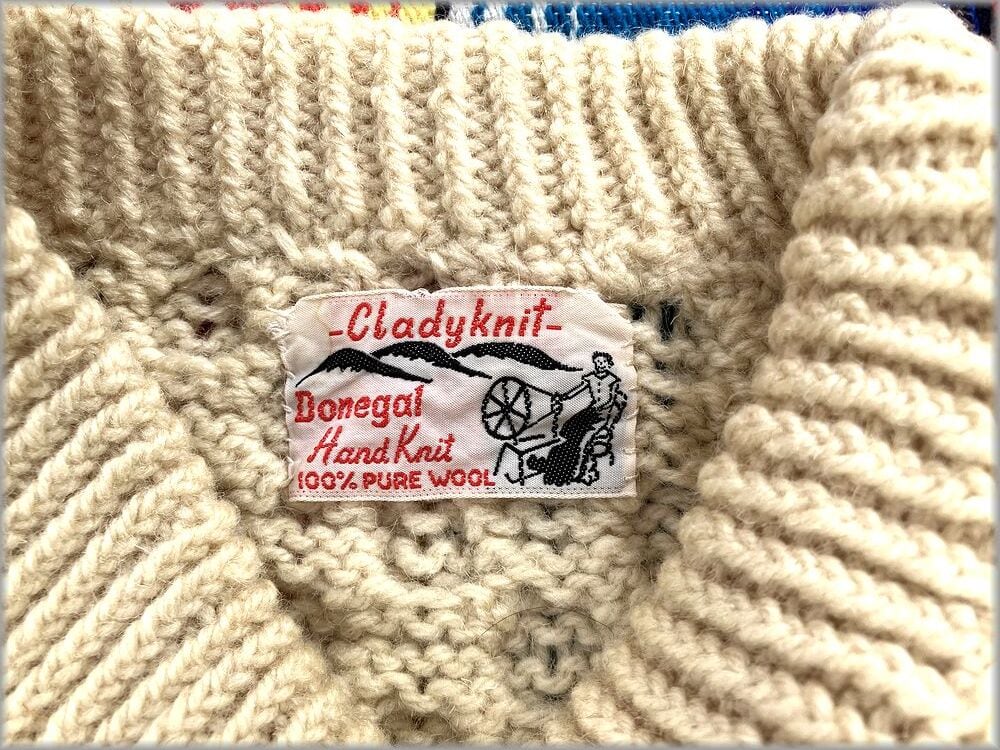 -Cladyknit-
Donegal
Hand Knit
100% PURE WOOL